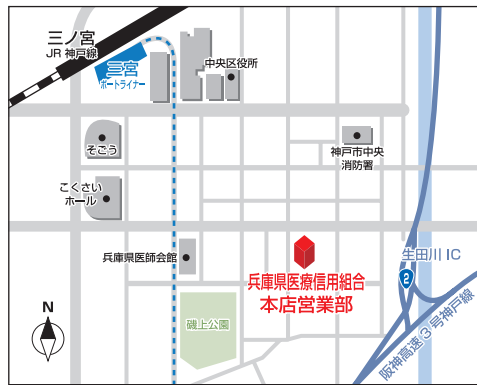 三ノ宮
JR 神戸線
三宮
ポートライナー
中央区役所
そごう
神戸市中央
消防署
こくさい
ホール
兵庫県医師会館
兵庫県医療信用組合
本店営業部
生田川 IC
2
阪神高速3号神戸線
磯上公園
N